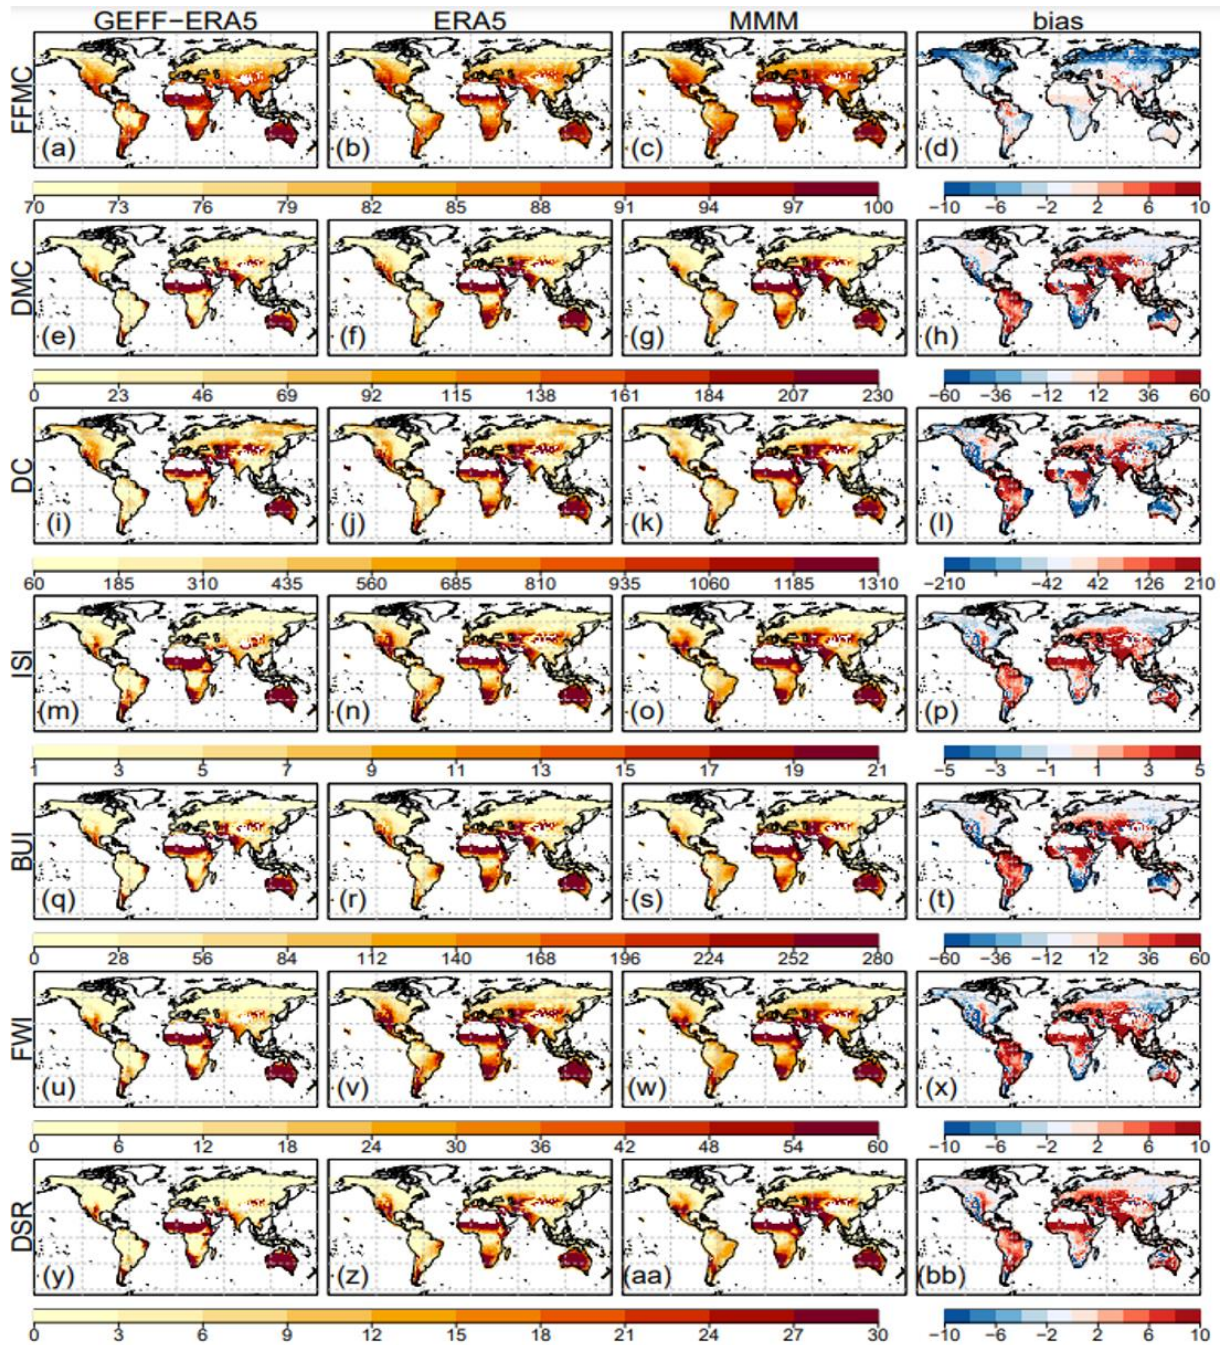 GEFF−ERA5 ERA5 MMM bias
FFMC
(a) (b) (c) (d)
70 73 76 79 82 85 88 91 94 97 100 −10 −6 −2 2 6 10
DMC
(e) (f) (g) (h)
0 23 46 69 92 115 138 161 184 207 230 −60 −36 −12 12 36 60
DC
(i) (j) (k) (l)
60 185 310 435 560 685 810 935 1060 1185 1310 −210 −42 42 126 210
ISI
(m) (n) (o) (p)
1 3 5 7 9 11 13 15 17 19 21 −5 −3 −1 1 3 5
BUI
(q) (r) (s) (t)
0 28 56 84 112 140 168 196 224 252 280 −60 −36 −12 12 36 60
FWI
(u) (v) (w) (x)
0 6 12 18 24 30 36 42 48 54 60 −10 −6 −2 2 6 10
DSR
(y) (z) (aa) (bb)
0 3 6 9 12 15 18 21 24 27 30 −10 −6 −2 2 6 10